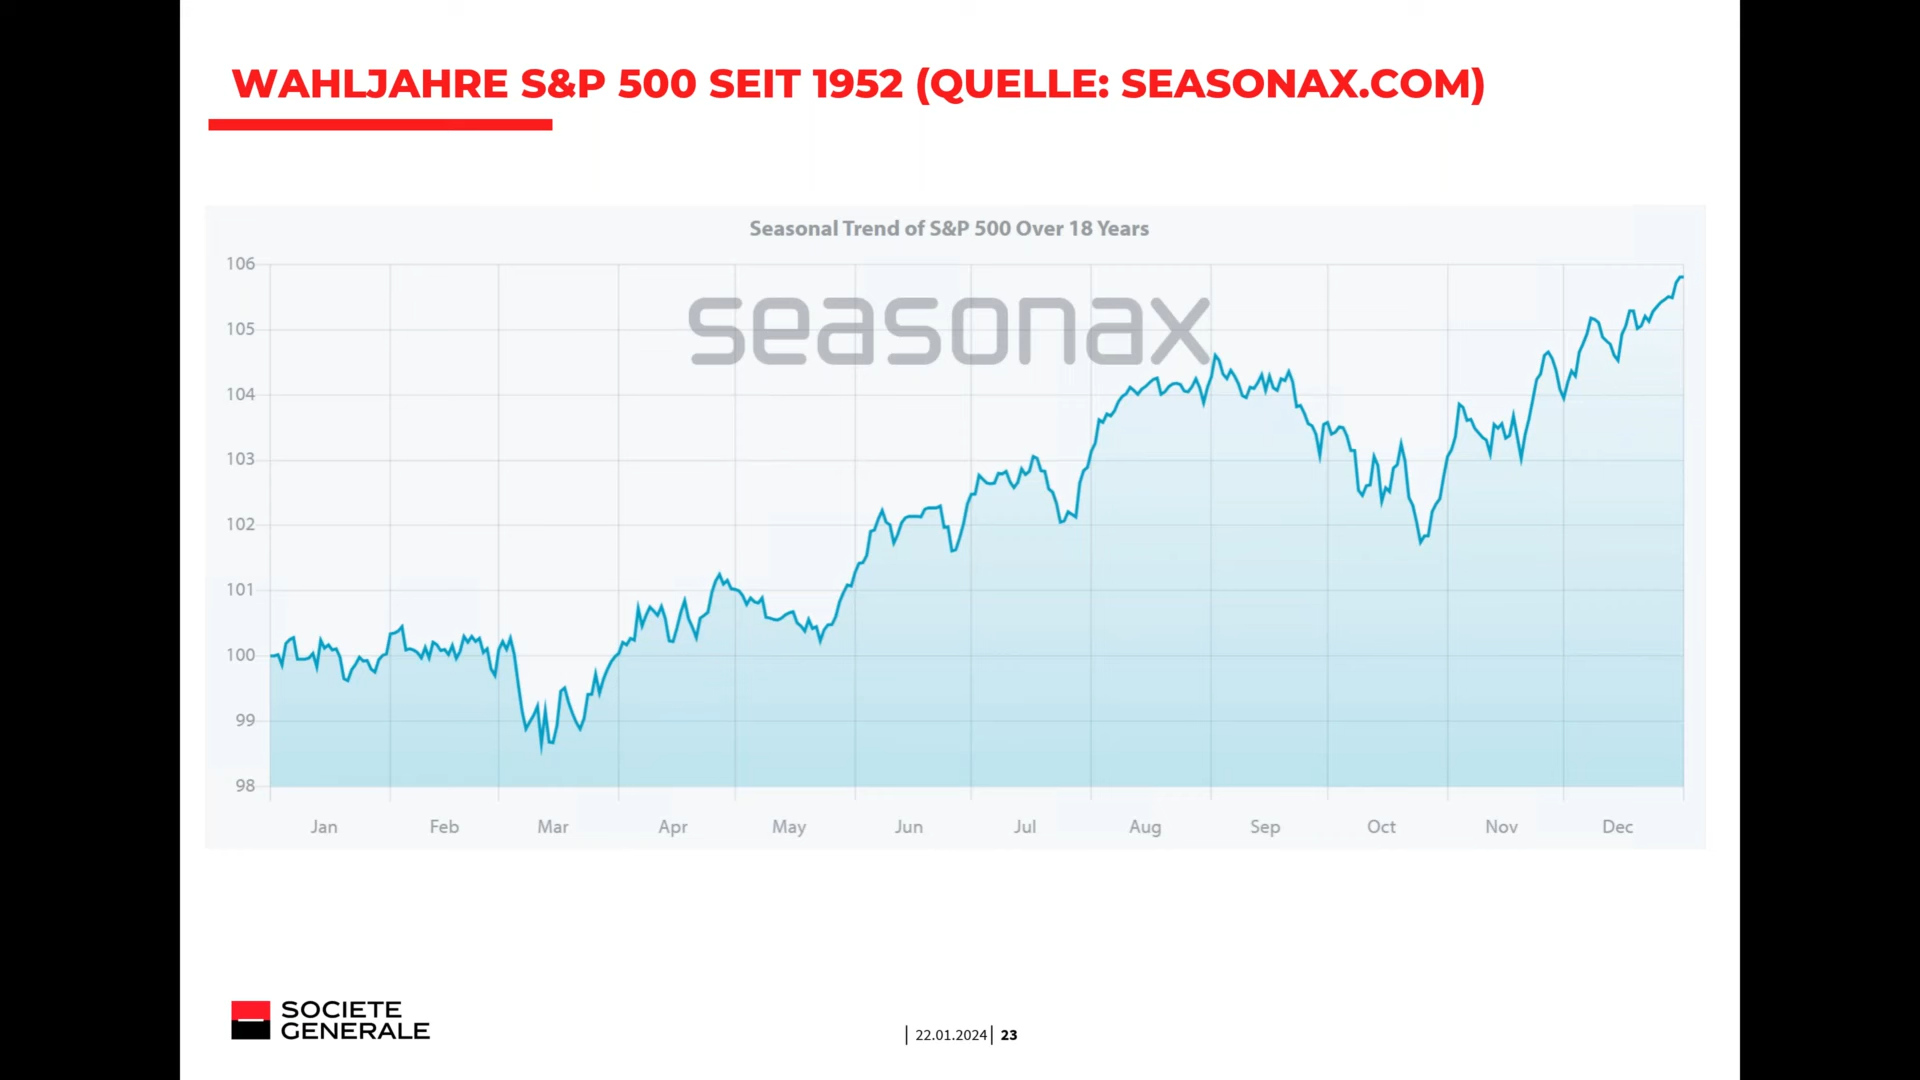 WAHLJAHRE S&P 500 SEIT 1952 (QUELLE: SEASONAX.COM)
Seasonal Trend of S&P 500 Over 18 Years
seasonax
106
105
104
103
102
101
100
99
98
Jan Feb Mar Apr May Jun Jul Aug Sep Oct Nov Dec
SOCIETE
GENERALE
| 22.01.2024 | 23